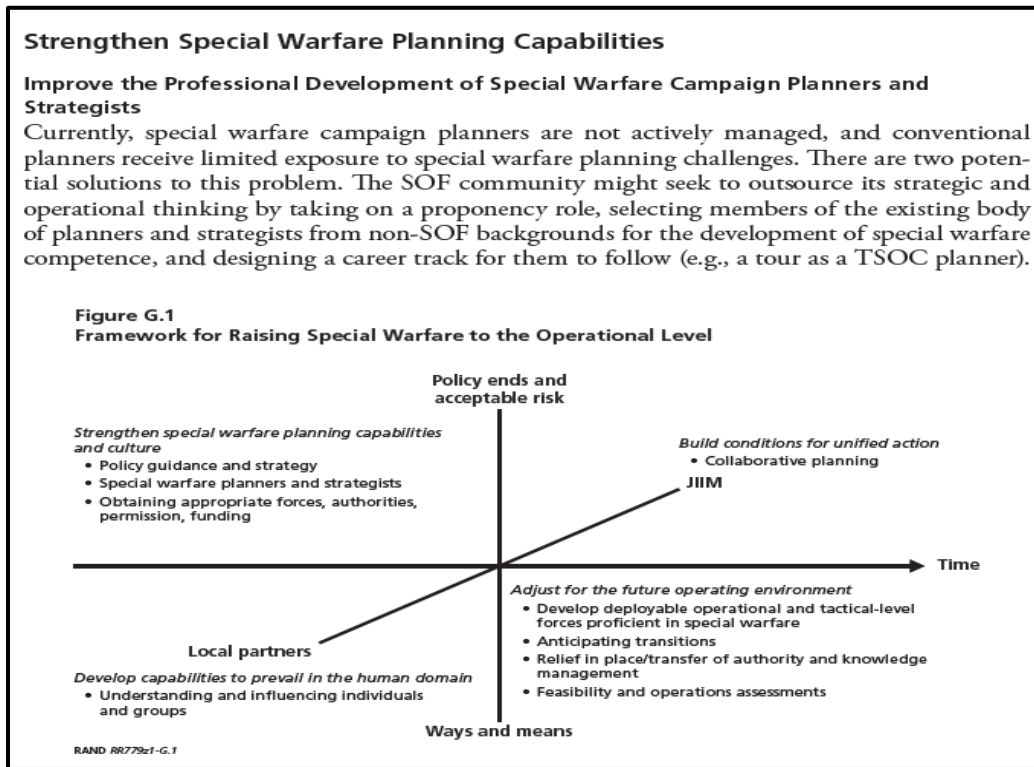 Strengthen Special Warfare Planning Capabilities
Improve the Professional Development of Special Warfare Campaign Planners and
Strategists
Currently, special warfare campaign planners are not actively managed, and conventional
planners receive limited exposure to special warfare planning challenges. There are two poten-
tial solutions to this problem. The SOF community might seek to outsource its strategic and
operational thinking by taking on a proponency role, selecting members of the existing body
of planners and strategists from non-SOF backgrounds for the development of special warfare
competence, and designing a career track for them to follow (e.g., a tour as a TSOC planner).
Figure G.1
Framework for Raising Special Warfare to the Operational Level
Policy ends and
acceptable risk
Strengthen special warfare planning capabilities
and culture
• Policy guidance and strategy
• Special warfare planners and strategists
• Obtaining appropriate forces, authorities,
permission, funding
Build conditions for unified action
• Collaborative planning
JIIM
Time
Adjust for the future operating environment
• Develop deployable operational and tactical-level
forces proficient in special warfare
• Anticipating transitions
• Relief in place/transfer of authority and knowledge
management
• Feasibility and operations assessments
Local partners
Develop capabilities to prevail in the human domain
• Understanding and influencing individuals
and groups
Ways and means
RAND RR779z1-G.1